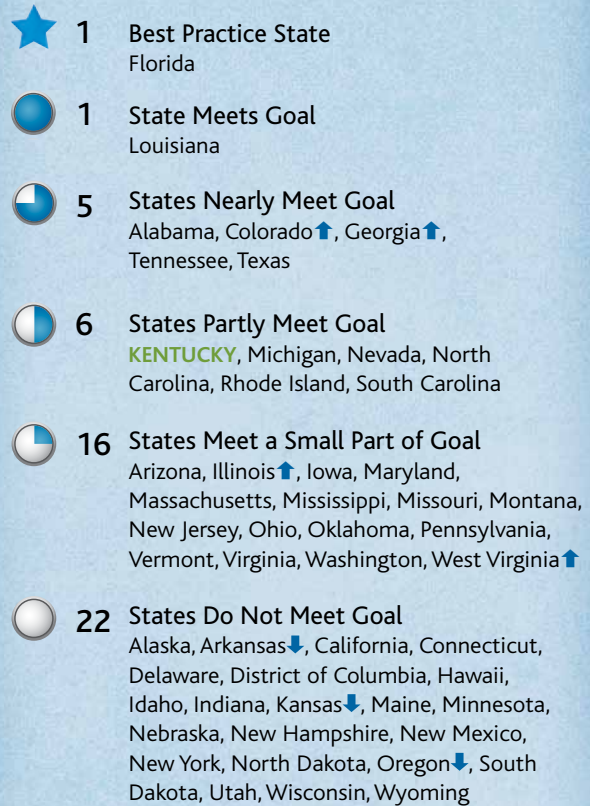 1 Best Practice State
Florida
1 State Meets Goal
Louisiana
5 States Nearly Meet Goal
Alabama, Colorado⬆, Georgia⬆,
Tennessee, Texas
6 States Partly Meet Goal
KENTUCKY, Michigan, Nevada, North
Carolina, Rhode Island, South Carolina
16 States Meet a Small Part of Goal
Arizona, Illinois⬆, Iowa, Maryland,
Massachusetts, Mississippi, Missouri, Montana,
New Jersey, Ohio, Oklahoma, Pennsylvania,
Vermont, Virginia, Washington, West Virginia⬆
22 States Do Not Meet Goal
Alaska, Arkansas⬇, California, Connecticut,
Delaware, District of Columbia, Hawaii,
Idaho, Indiana, Kansas⬇, Maine, Minnesota,
Nebraska, New Hampshire, New Mexico,
New York, North Dakota, Oregon⬇, South
Dakota, Utah, Wisconsin, Wyoming